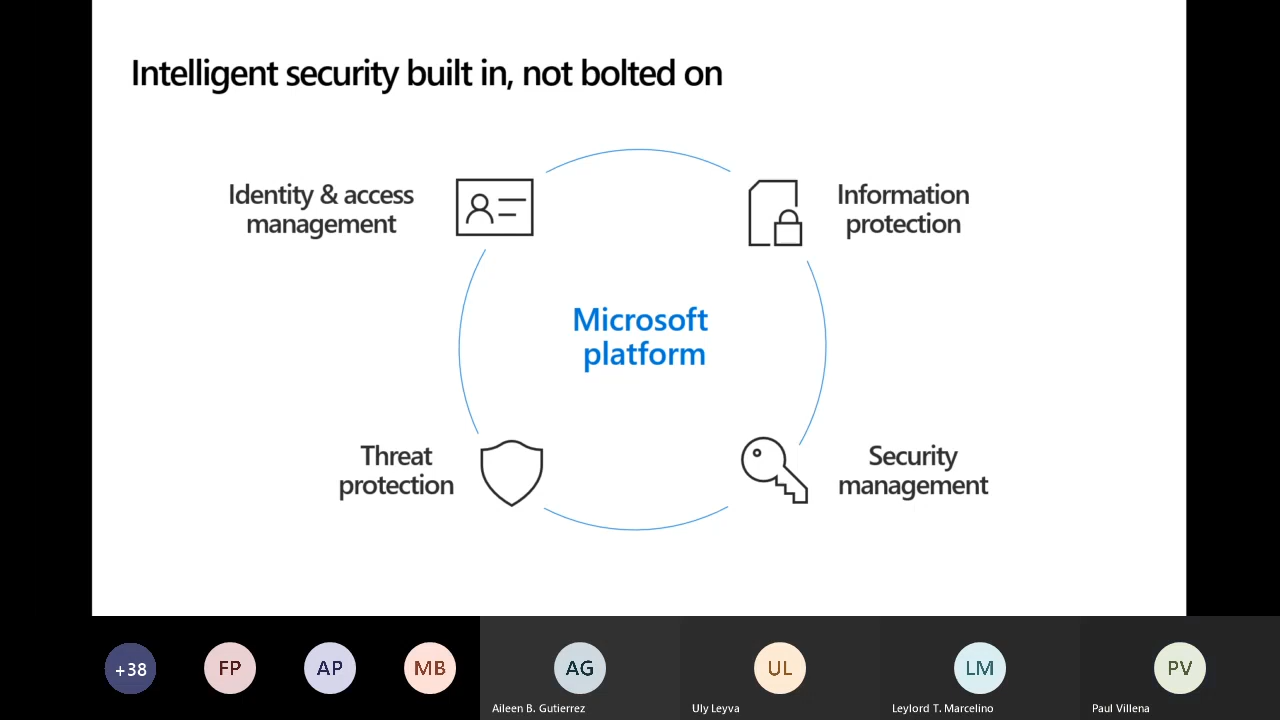 Intelligent security built in, not bolted on
Identity & access
management
Information
protection
Microsoft
platform
Threat
protection
Security
management
+38
FP
AP
MB
AG
UL
LM
PV
Aileen B. Gutierrez
Uly Leyva
Leylord T. Marcelino
Paul Villena